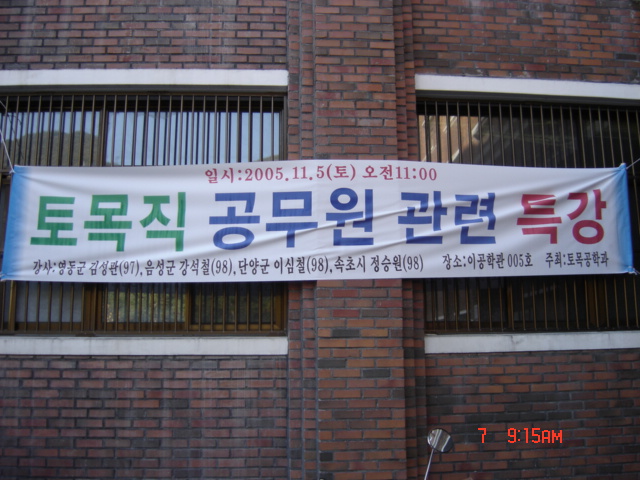 일시:2005.11.5(토) 오전11:00
토목직 공무원 관련 특강
강사:영동군 김성관(97),음성군 강석철(98),단양군 이심철(98),속초시 정승원(98) 장소:이공학관 005호 주최:토목공학과
7 9:15AM